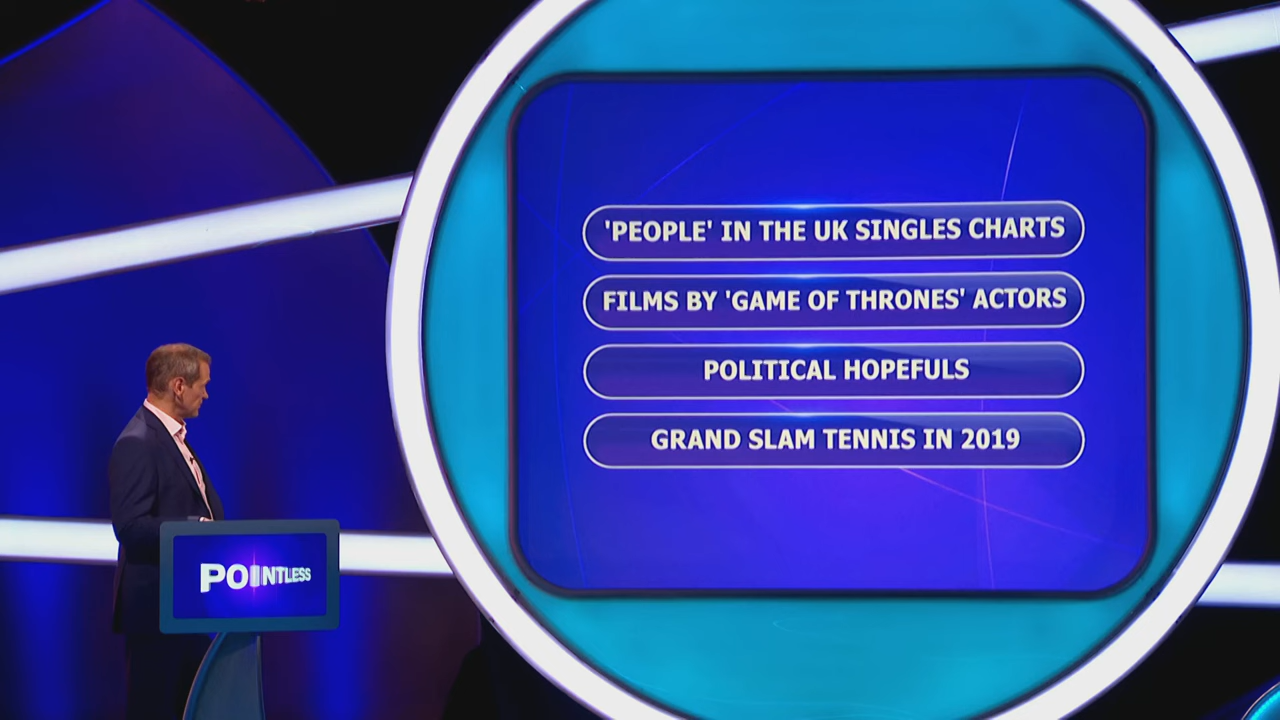 'PEOPLE' IN THE UK SINGLES CHARTS
FILMS BY 'GAME OF THRONES' ACTORS
POLITICAL HOPEFULS
GRAND SLAM TENNIS IN 2019
POINTLESS